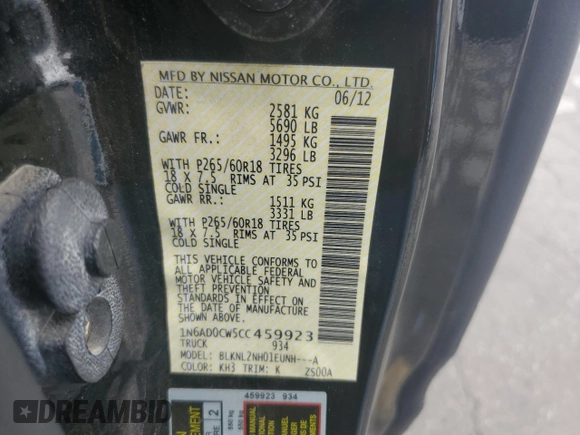 MFD BY NISSAN MOTOR CO., LTD.
DATE: 06/12
GVWR: 2581 KG
5690 LB
GAWR FR.: 1495 KG
3296 LB
WITH P265/60R18 TIRES
18 X 7.5 RIMS AT 35 PSI
COLD SINGLE
GAWR RR.: 1511 KG
3331 LB
WITH P265/60R18 TIRES
18 X 7.5 RIMS AT 35 PSI
COLD SINGLE
THIS VEHICLE CONFORMS TO
ALL APPLICABLE FEDERAL
MOTOR VEHICLE SAFETY AND
THEFT PREVENTION
STANDARDS IN EFFECT ON
THE DATE OF MANUFACTURE
SHOWN ABOVE.
1N6AD0CW5CC459923
TRUCK 934
MODEL: BLKNL2NH01EUNH---A
COLOR: KH3 TRIM: K ZS00A
459923 934
EPIC
VIN DATABASE